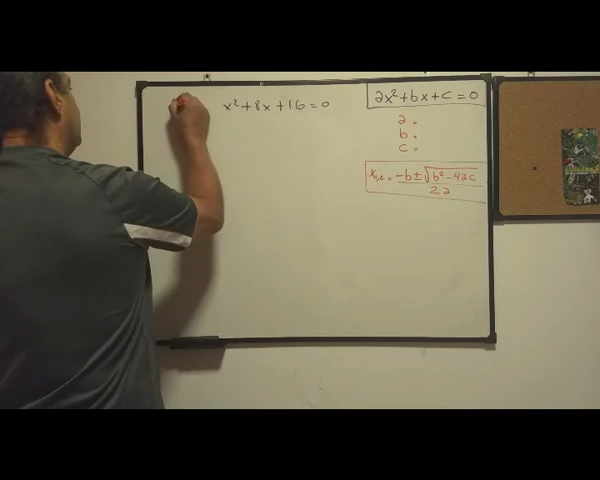 x² + 8x + 16 = 0
ax² + bx + c = 0
a =
b =
c =
x₁,₂ = -b ± √b² - 4ac / 2a